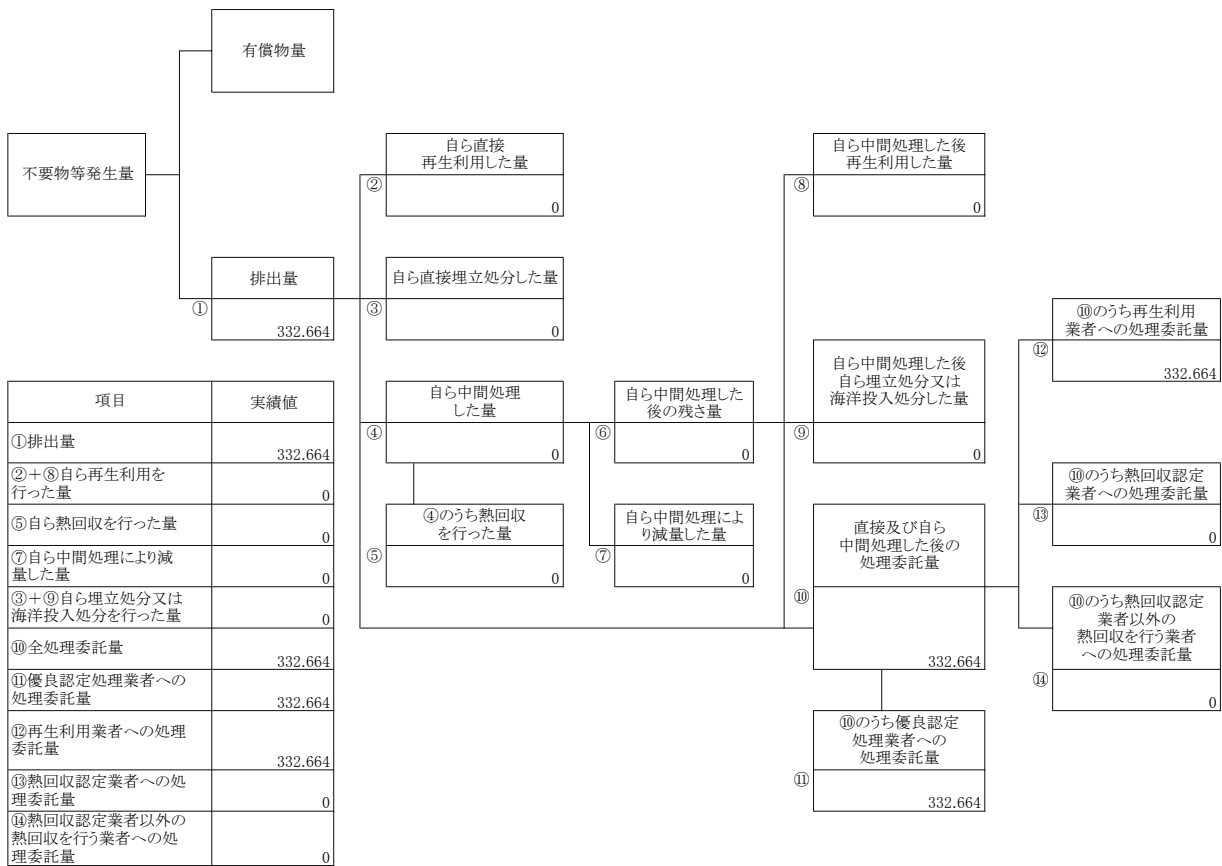 有償物量
不要物等発生量
自ら直接
再生利用した量
②
0
自ら中間処理した後
再生利用した量
⑧
0
排出量
①
332.664
自ら直接埋立処分した量
③
0
⑩のうち再生利用
業者への処理委託量
⑫
332.664
自ら中間処理
した量
④
0
自ら中間処理した
後の残さ量
⑥
0
自ら中間処理した後
自ら埋立処分又は
海洋投入処分した量
⑨
0
⑩のうち熱回収認定
業者への処理委託量
⑬
0
④のうち熱回収
を行った量
⑤
0
自ら中間処理によ
り減量した量
⑦
0
直接及び自ら
中間処理した後の
処理委託量
⑩
332.664
⑩のうち熱回収認定
業者以外の
熱回収を行う業者
への処理委託量
⑭
0
⑩のうち優良認定
処理業者への
処理委託量
⑪
332.664
項目 実績値
①排出量 332.664
②＋⑧自ら再生利用を
行った量 0
⑤自ら熱回収を行った量 0
⑦自ら中間処理により減
量した量 0
③＋⑨自ら埋立処分又は
海洋投入処分を行った量 0
⑩全処理委託量 332.664
⑪優良認定処理業者への
処理委託量 332.664
⑫再生利用業者への処理
委託量 332.664
⑬熱回収認定業者への処
理委託量 0
⑭熱回収認定業者以外の
熱回収を行う業者への処
理委託量 0